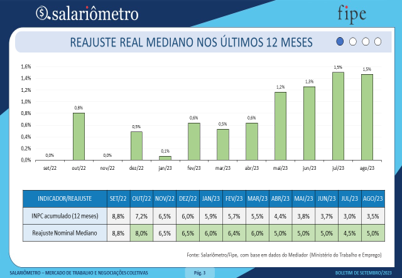 salariômetro
fipe
REAJUSTE REAL MEDIANO NOS ÚLTIMOS 12 MESES
1,6%
1,4%
1,2%
1,0%
0,8%
0,6%
0,4%
0,2%
0,0%
0,0% 0,8% 0,0% 0,5% 0,1% 0,6% 0,5% 0,6% 1,2% 1,3% 1,5% 1,5%
set/22 out/22 nov/22 dez/22 jan/23 fev/23 mar/23 abr/23 mai/23 jun/23 jul/23 ago/23
INDICADOR/REAJUSTE SET/22 OUT/22 NOV/22 DEZ/22 JAN/23 FEV/23 MAR/23 ABR/23 MAI/23 JUN/23 JUL/23 AGO/23
INPC acumulado (12 meses) 8,8% 7,2% 6,5% 6,0% 5,9% 5,7% 5,5% 4,4% 3,8% 3,7% 3,0% 3,5%
Reajuste Nominal Mediano 8,8% 8,0% 6,5% 6,5% 6,0% 6,4% 6,0% 5,0% 5,0% 5,0% 4,5% 5,0%
Fonte: Salariômetro/Fipe, com base em dados do Mediador (Ministério do Trabalho e Emprego)
SALARIÔMETRO – MERCADO DE TRABALHO E NEGOCIAÇÕES COLETIVAS
Pág. 3
BOLETIM DE SETEMBRO/2023